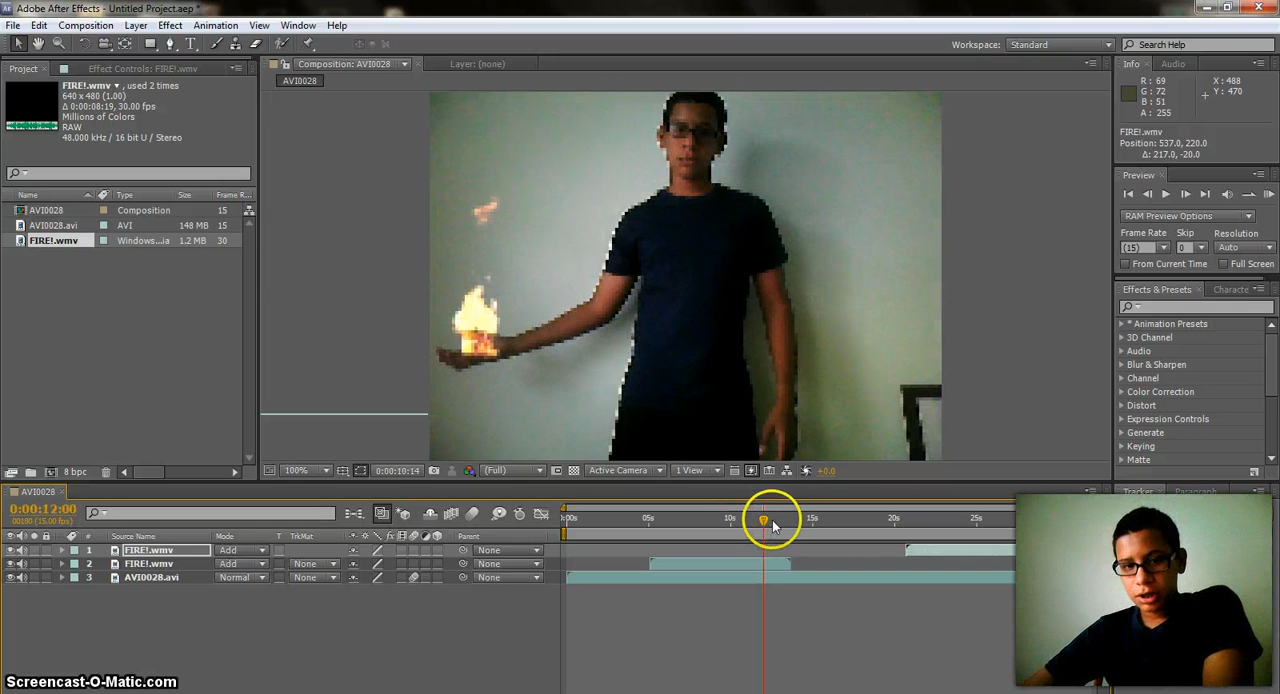 Adobe After Effects - Untitled Project.aep *
File Edit Composition Layer Effect Animation View Window Help
Workspace: Standard Search Help
Project Effect Controls: FIRE!.wmv
FIRE!.wmv ▼, used 2 times
640 x 480 (1.00)
Δ 0:00:08:19, 30.00 fps
Millions of Colors
RAW
48.000 kHz / 16 bit U / Stereo
Name Type Size Frame R...
AVI0028 Composition 15
AVI0028.avi AVI 148 MB 15
FIRE!.wmv Windows...ia 1.2 MB 30
8 bpc
Composition: AVI0028 Layer: (none)
AVI0028
100% 0:00:10:14 (Full) Active Camera 1 View +0.0
Info Audio
R: 69 X: 488
G: 72 Y: 470
B: 51
A: 255
FIRE!.wmv
Position: 537.0, 220.0
Δ: 217.0, -20.0
Preview
RAM Preview Options
Frame Rate Skip Resolution
(15) 0 Auto
From Current Time Full Screen
Effects & Presets Characte
* Animation Presets
3D Channel
Audio
Blur & Sharpen
Channel
Color Correction
Distort
Expression Controls
Generate
Keying
Matte
Tracker Paragraph
AVI0028
0:00:12:00
00180 (15.00 fps)
# Source Name Mode T TrkMat Parent
:00s 05s 10s 15s 20s 25s
1 FIRE!.wmv Add None
2 FIRE!.wmv Add None None
3 AVI0028.avi Normal None None
Screencast-O-Matic.com